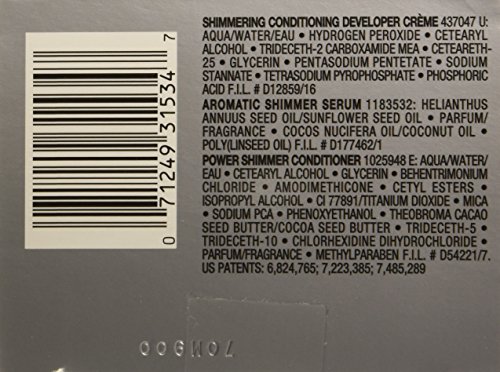 SHIMMERING CONDITIONING DEVELOPER CRÈME 437047 U:
AQUA/WATER/EAU • HYDROGEN PEROXIDE • CETEARYL
ALCOHOL • TRIDECETH-2 CARBOXAMIDE MEA • CETEARETH-
25 • GLYCERIN • PENTASODIUM PENTETATE • SODIUM
STANNATE • TETRASODIUM PYROPHOSPHATE • PHOSPHORIC
ACID F.I.L. # D12859/16
AROMATIC SHIMMER SERUM 1183532: HELIANTHUS
ANNUUS SEED OIL/SUNFLOWER SEED OIL • PARFUM/
FRAGRANCE • COCOS NUCIFERA OIL/COCONUT OIL •
POLY(LINSEED OIL) F.I.L. # D177462/1
POWER SHIMMER CONDITIONER 1025948 E: AQUA/WATER/
EAU • CETEARYL ALCOHOL • GLYCERIN • BEHENTRIMONIUM
CHLORIDE • AMODIMETHICONE • CETYL ESTERS •
ISOPROPYL ALCOHOL • CI 77891/TITANIUM DIOXIDE • MICA
• SODIUM PCA • PHENOXYETHANOL • THEOBROMA CACAO
SEED BUTTER/COCOA SEED BUTTER • TRIDECETH-5 •
TRIDECETH-10 • CHLORHEXIDINE DIHYDROCHLORIDE •
PARFUM/FRAGRANCE • METHYLPARABEN F.I.L. # D54221/7.
US PATENTS: 6,824,765; 7,223,385; 7,485,289
0 71249 31534 7
70M900